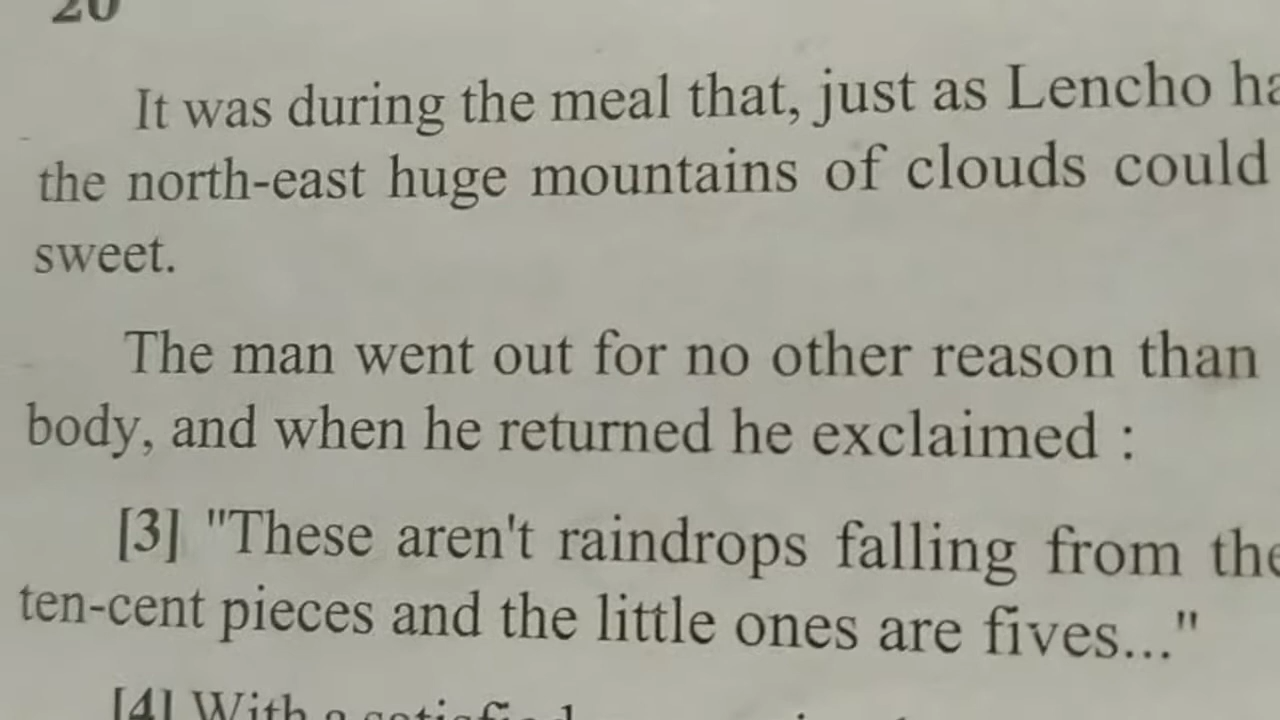 20
It was during the meal that, just as Lencho
the north-east huge mountains of clouds could
sweet.
The man went out for no other reason than
body, and when he returned he exclaimed :
[3] "These aren't raindrops falling from the
ten-cent pieces and the little ones are fives..."
[4] With a satisfied